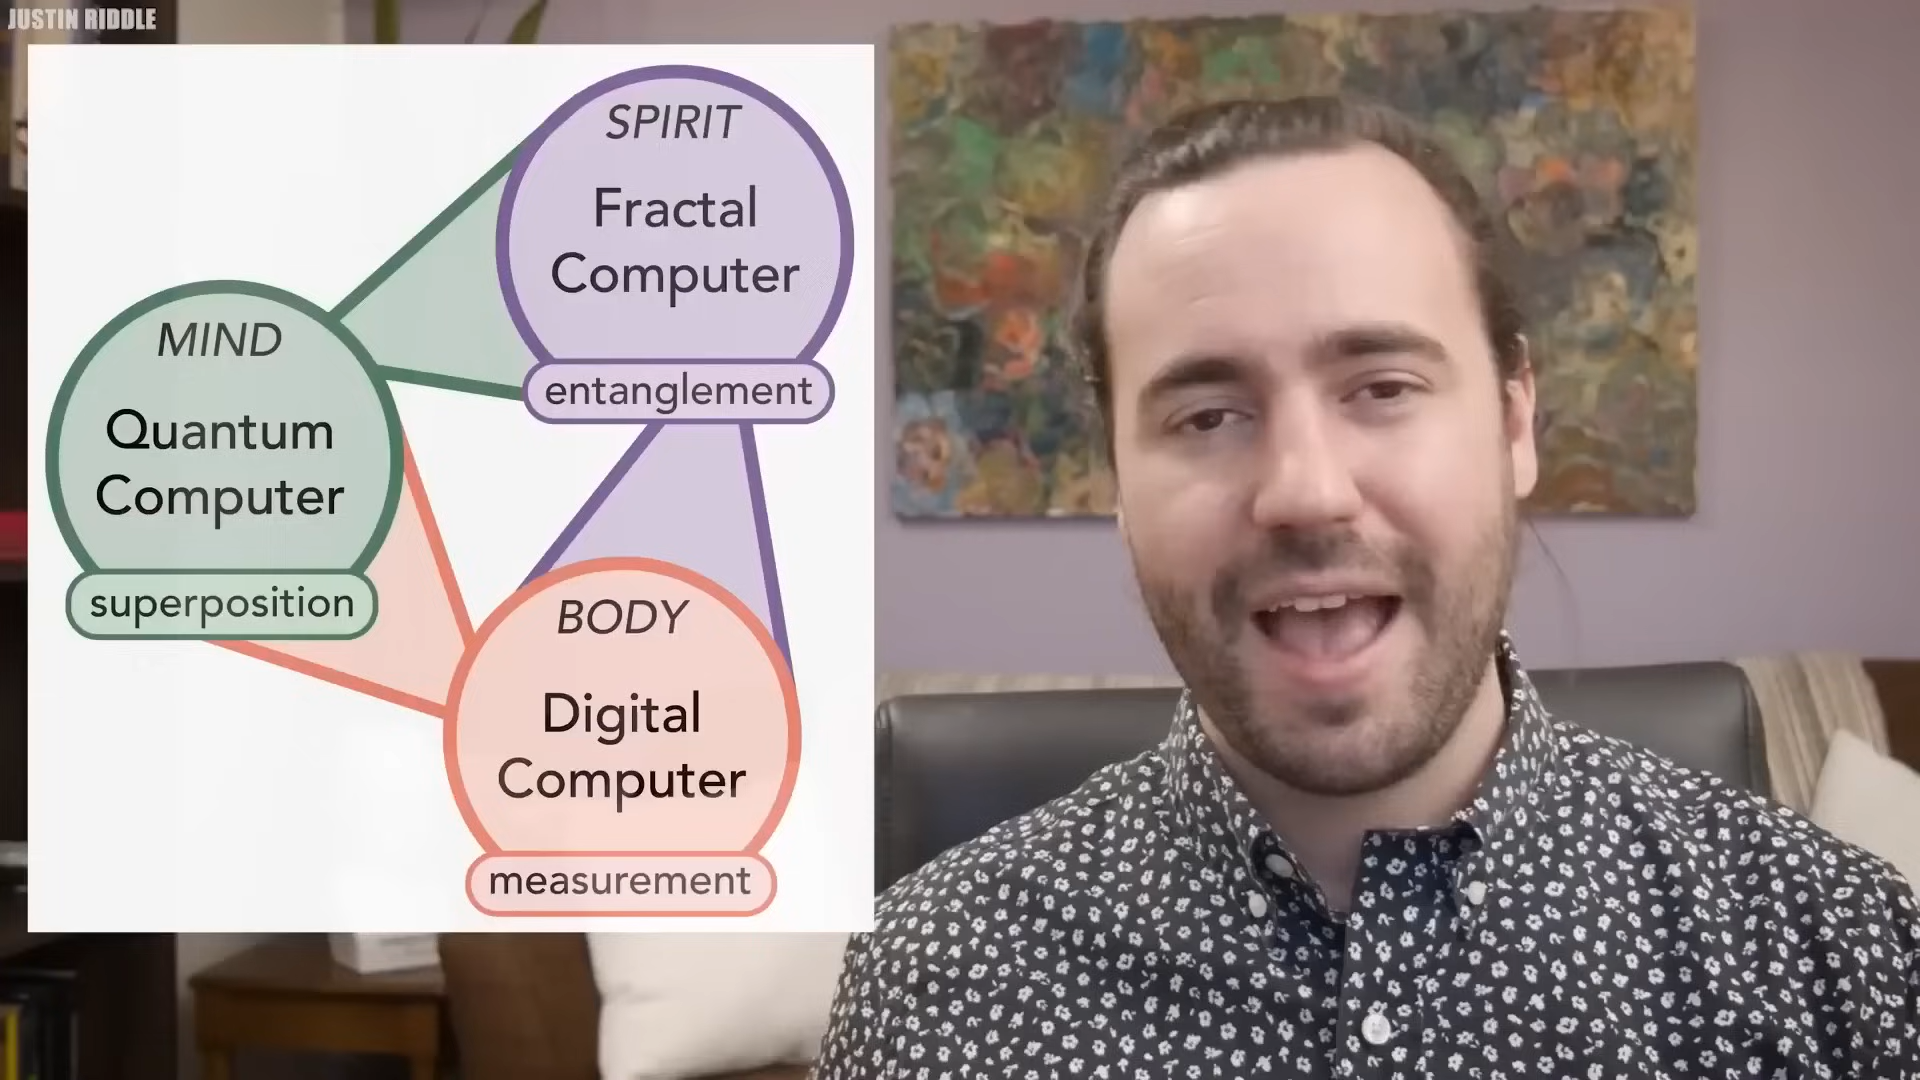 JUSTIN RIDDLE
SPIRIT
Fractal
Computer
entanglement
MIND
Quantum
Computer
superposition
BODY
Digital
Computer
measurement